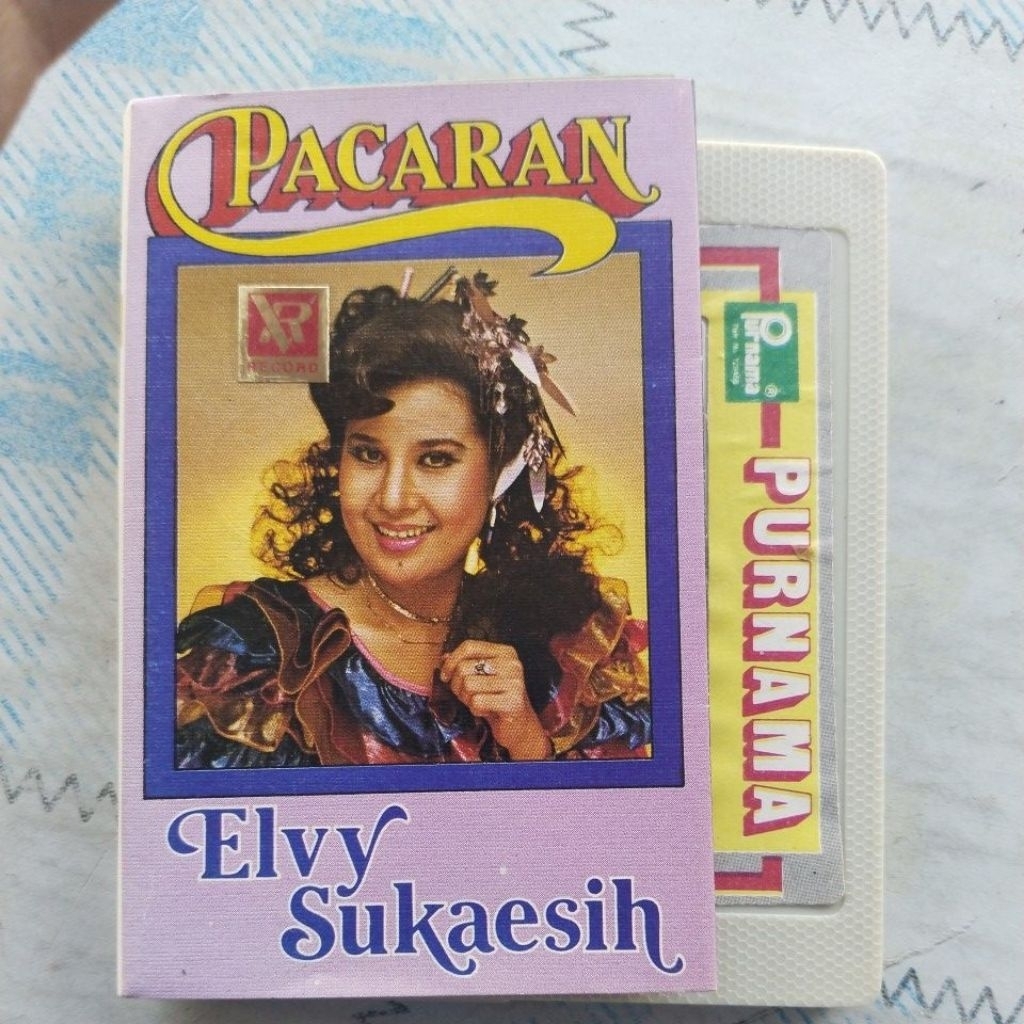 PACARAN
XR
RECORD
Elvy
Sukaesih
Purnama ®
PURNAMA